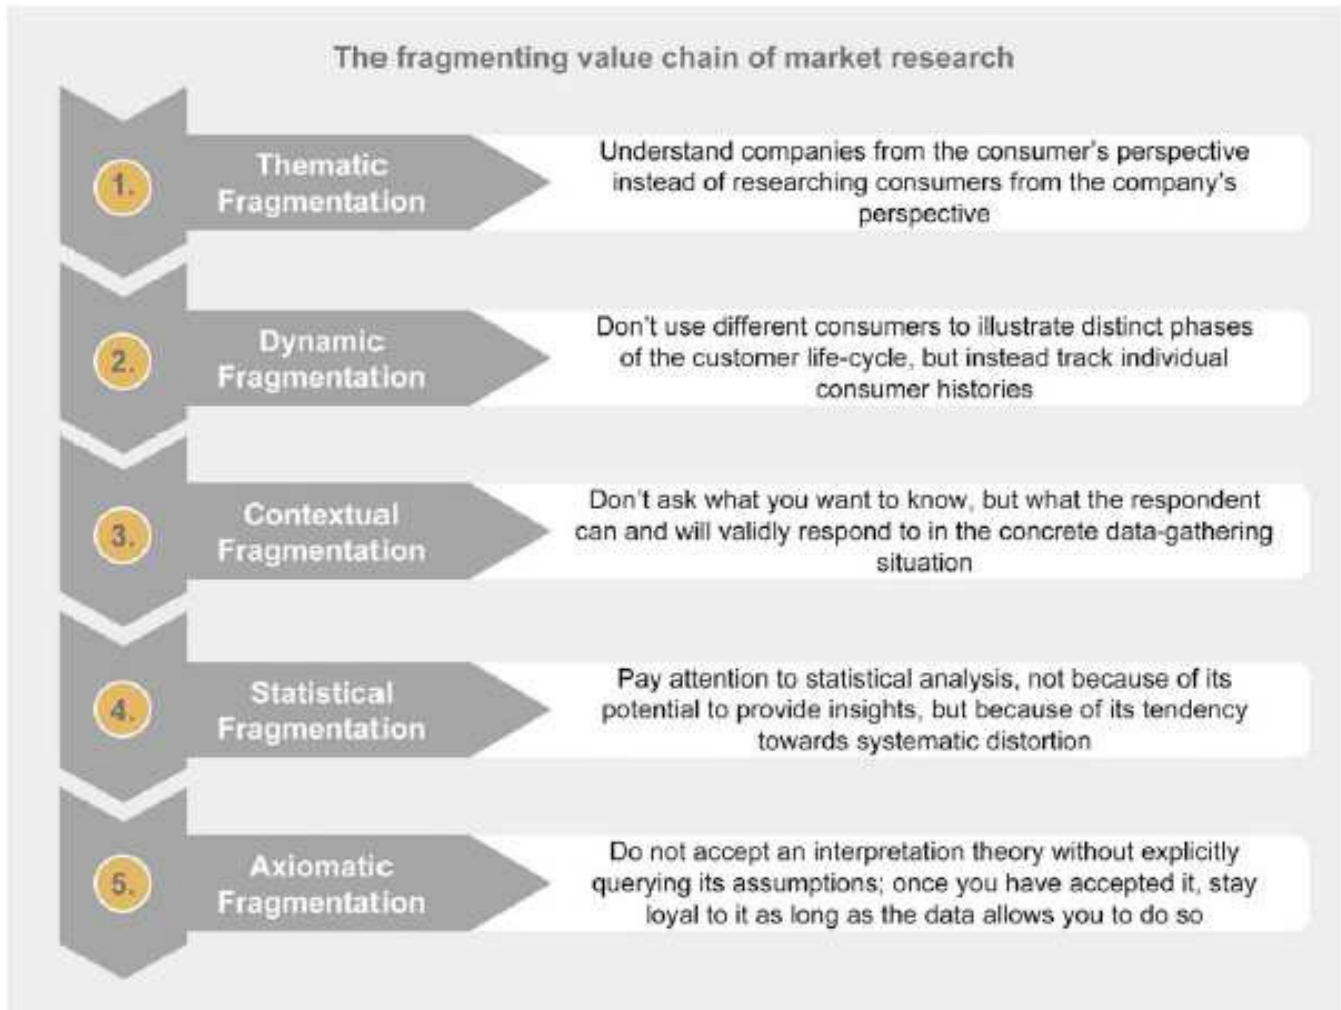 The fragmenting value chain of market research
1.
Thematic
Fragmentation
Understand companies from the consumer's perspective
instead of researching consumers from the company's
perspective
2.
Dynamic
Fragmentation
Don't use different consumers to illustrate distinct phases
of the customer life-cycle, but instead track individual
consumer histories
3.
Contextual
Fragmentation
Don't ask what you want to know, but what the respondent
can and will validly respond to in the concrete data-gathering
situation
4.
Statistical
Fragmentation
Pay attention to statistical analysis, not because of its
potential to provide insights, but because of its tendency
towards systematic distortion
5.
Axiomatic
Fragmentation
Do not accept an interpretation theory without explicitly
querying its assumptions; once you have accepted it, stay
loyal to it as long as the data allows you to do so